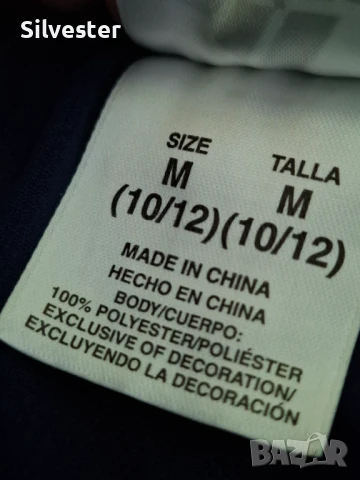 Silvester
SIZE TALLA
M M
(10/12) (10/12)
MADE IN CHINA
HECHO EN CHINA
BODY/CUERPO:
100% POLYESTER/POLIÉSTER
EXCLUSIVE OF DECORATION/
EXCLUYENDO LA DECORACIÓN
BAZAR